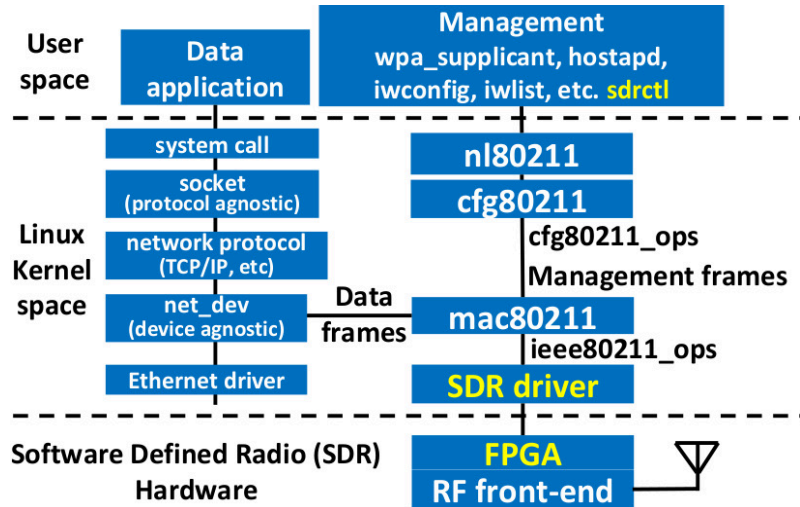 User
space
Data
application
Management
wpa_supplicant, hostapd,
iwconfig, iwlist, etc. sdrctl
Linux
Kernel
space
system call
socket
(protocol agnostic)
network protocol
(TCP/IP, etc)
net_dev
(device agnostic)
Ethernet driver
Data
frames
nl80211
cfg80211
cfg80211_ops
Management frames
mac80211
ieee80211_ops
SDR driver
Software Defined Radio (SDR)
Hardware
FPGA
RF front-end